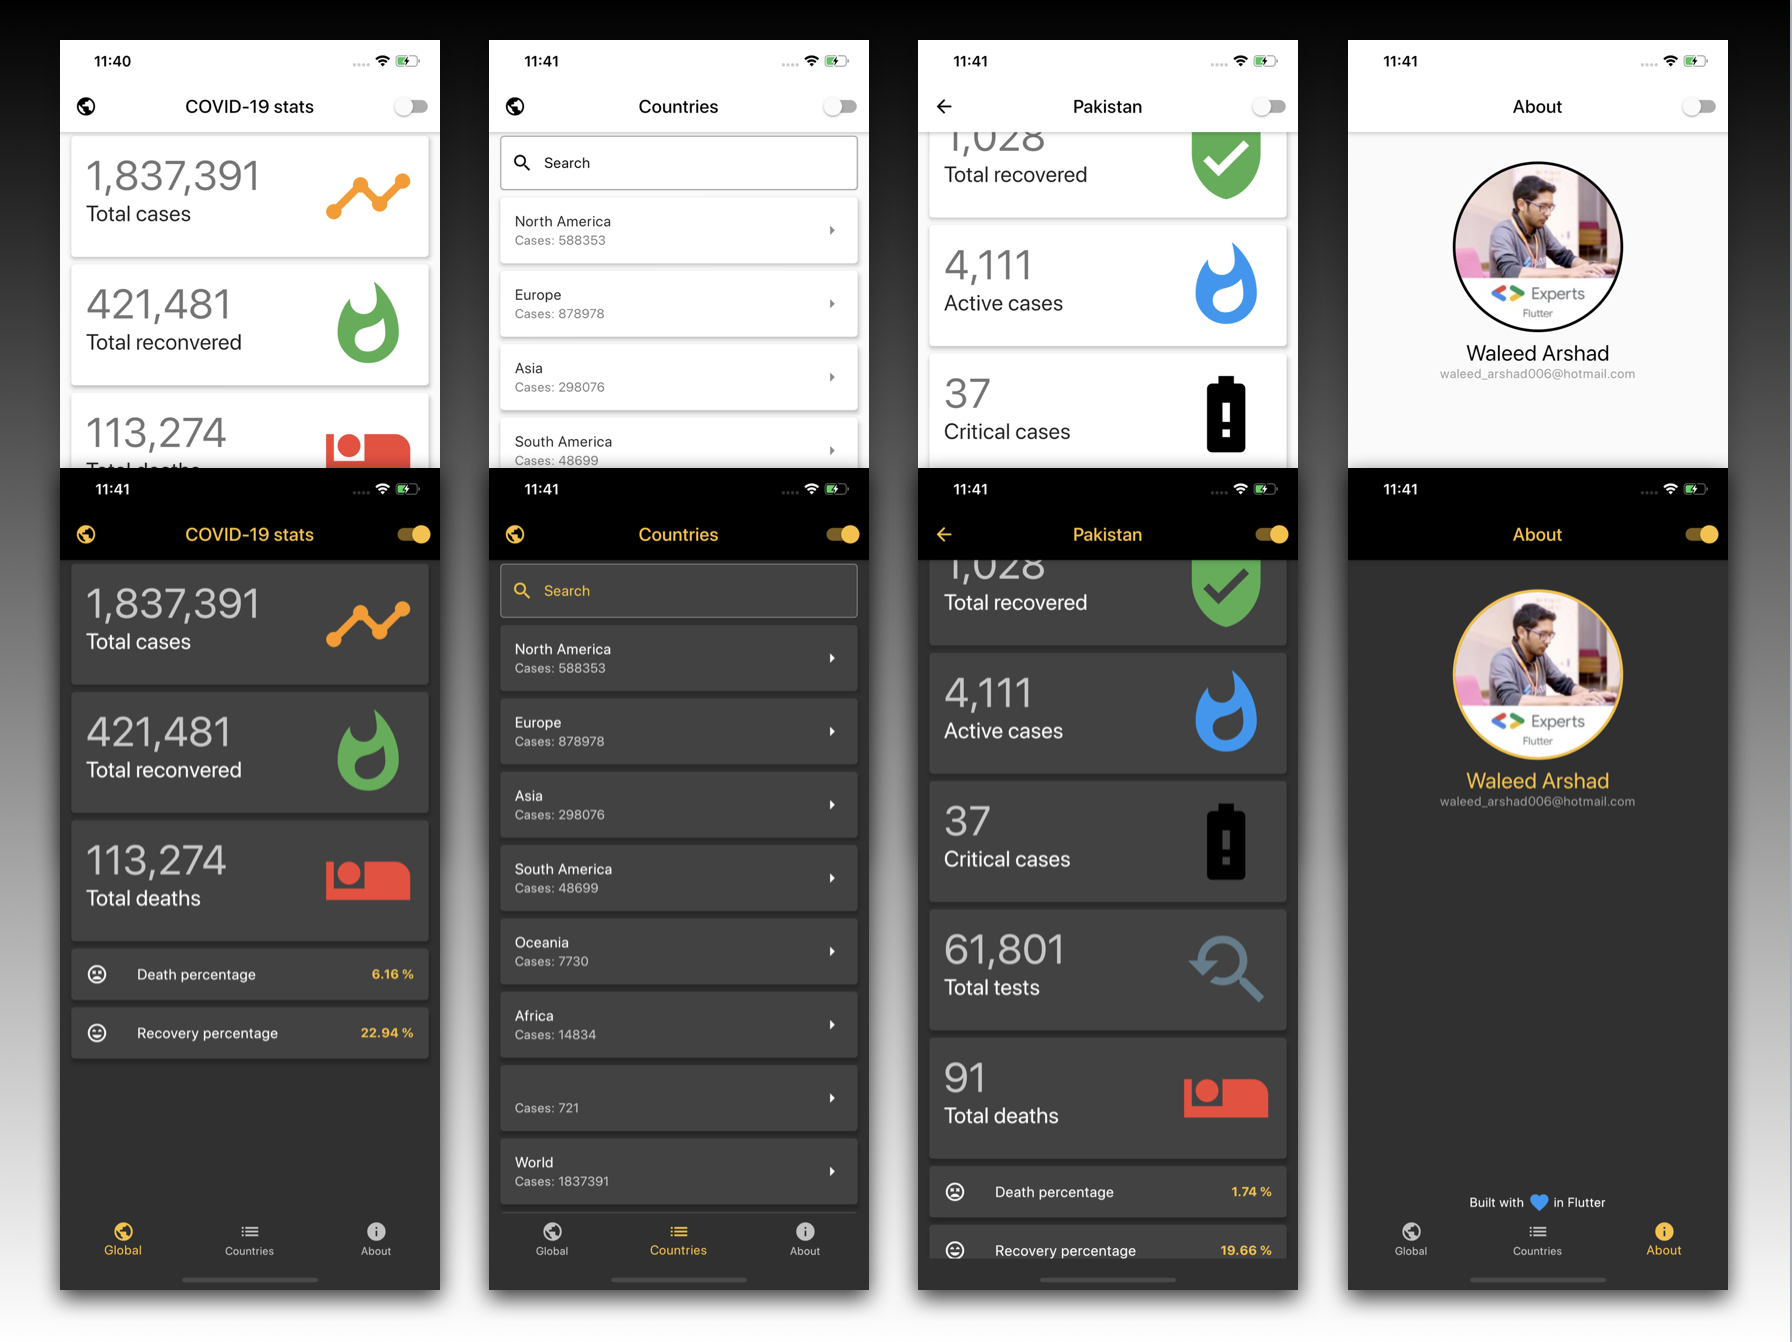 11:40
COVID-19 stats
1,837,391
Total cases
421,481
Total reconvered
113,274
Total deaths
11:41
Countries
Search
North America
Cases: 588353
Europe
Cases: 878978
Asia
Cases: 298076
South America
Cases: 48699
11:41
Pakistan
1,028
Total recovered
4,111
Active cases
37
Critical cases
11:41
About
Experts
Flutter
Waleed Arshad
waleed_arshad006@hotmail.com
11:41
COVID-19 stats
1,837,391
Total cases
421,481
Total reconvered
113,274
Total deaths
Death percentage 6.16 %
Recovery percentage 22.94 %
Global Countries About
11:41
Countries
Search
North America
Cases: 588353
Europe
Cases: 878978
Asia
Cases: 298076
South America
Cases: 48699
Oceania
Cases: 7730
Africa
Cases: 14834
Cases: 721
World
Cases: 1837391
Global Countries About
11:41
Pakistan
1,028
Total recovered
4,111
Active cases
37
Critical cases
61,801
Total tests
91
Total deaths
Death percentage 1.74 %
Recovery percentage 19.66 %
11:41
About
Experts
Flutter
Waleed Arshad
waleed_arshad006@hotmail.com
Built with in Flutter
Global Countries About